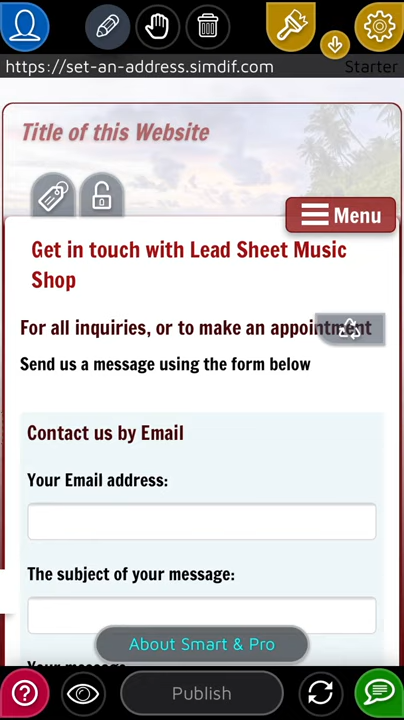 https://set-an-address.simdif.com
Starter
Title of this Website
Menu
Get in touch with Lead Sheet Music
Shop
For all inquiries, or to make an appointment
Send us a message using the form below
Contact us by Email
Your Email address:
The subject of your message:
About Smart & Pro
Your message
Publish